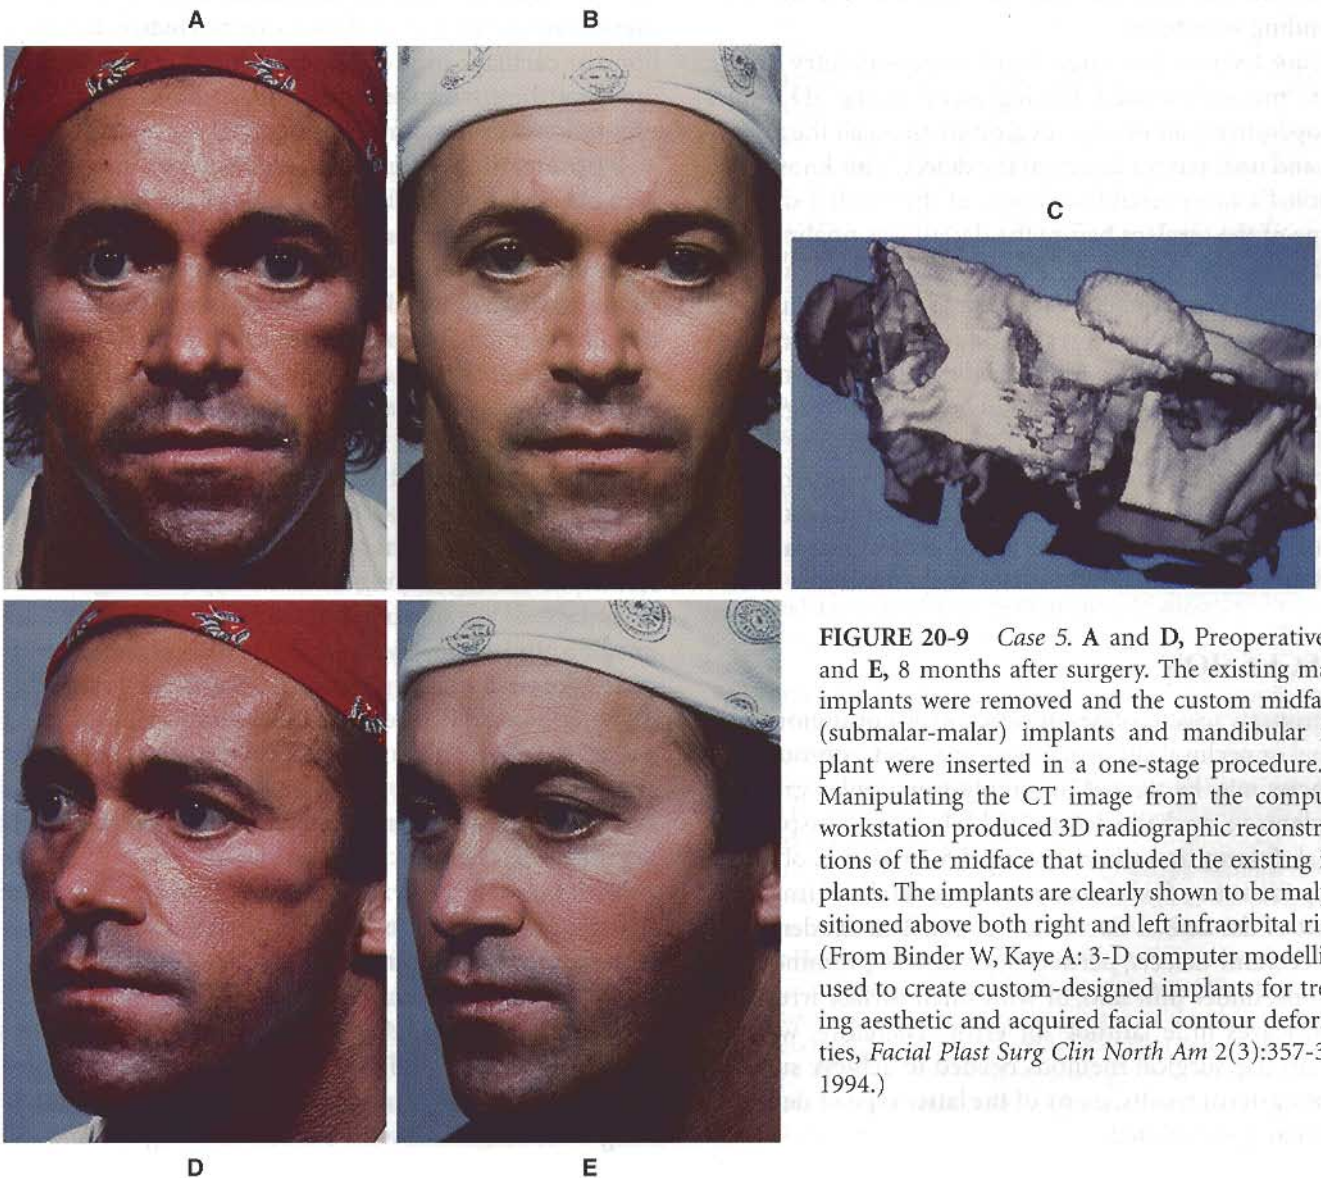 A
B
C
FIGURE 20-9 Case 5. A and D, Preoperative
and E, 8 months after surgery. The existing ma
implants were removed and the custom midfa
(submalar-malar) implants and mandibular
plant were inserted in a one-stage procedure.
Manipulating the CT image from the compu
workstation produced 3D radiographic reconstr
tions of the midface that included the existing i
plants. The implants are clearly shown to be mal
sitioned above both right and left infraorbital ri
(From Binder W, Kaye A: 3-D computer modelli
used to create custom-designed implants for tre
ing aesthetic and acquired facial contour defor
ties, Facial Plast Surg Clin North Am 2(3):357-3
1994.)
D
E